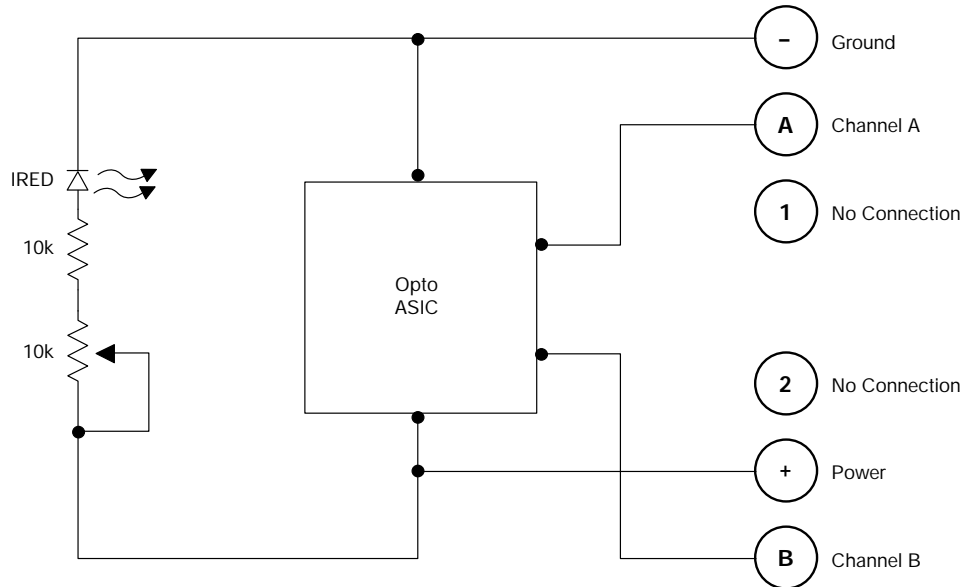 – Ground
A Channel A
IRED
1 No Connection
10k
Opto
ASIC
10k
2 No Connection
+ Power
B Channel B